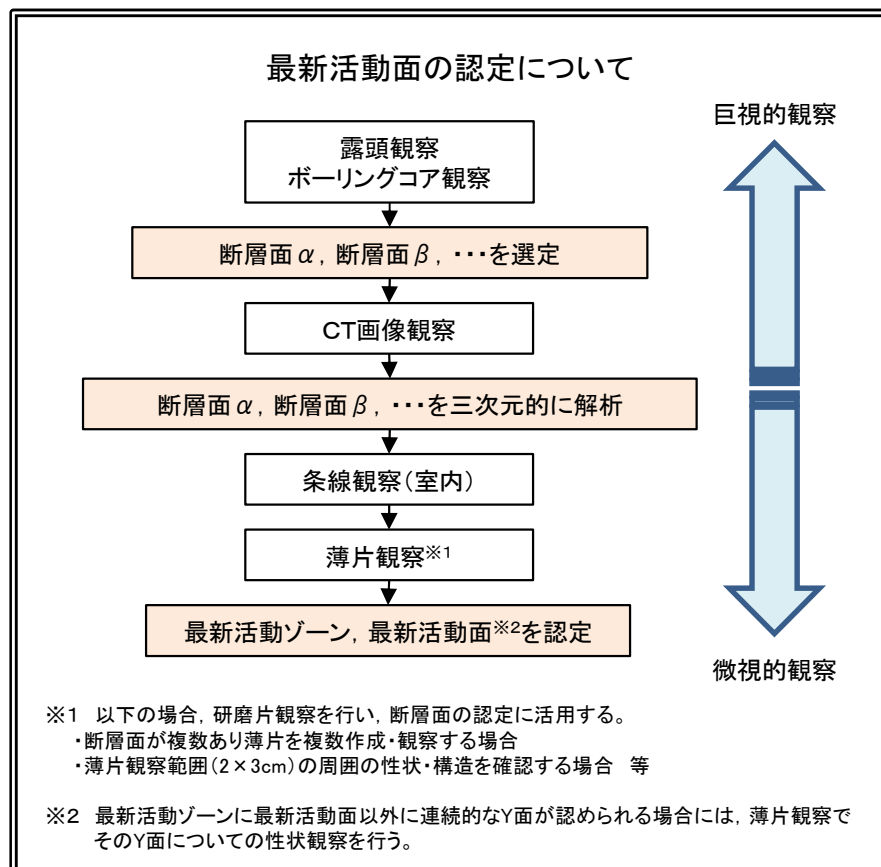 最新活動面の認定について
巨視的観察
露頭観察
ボーリングコア観察
断層面α, 断層面β, ・・・を選定
CT画像観察
断層面α, 断層面β, ・・・を三次元的に解析
条線観察(室内)
薄片観察※1
最新活動ゾーン, 最新活動面※2を認定
微視的観察
※1 以下の場合, 研磨片観察を行い, 断層面の認定に活用する。
・断層面が複数あり薄片を複数作成・観察する場合
・薄片観察範囲(2×3cm)の周囲の性状・構造を確認する場合 等
※2 最新活動ゾーンに最新活動面以外に連続的なY面が認められる場合には, 薄片観察で
そのY面についての性状観察を行う。